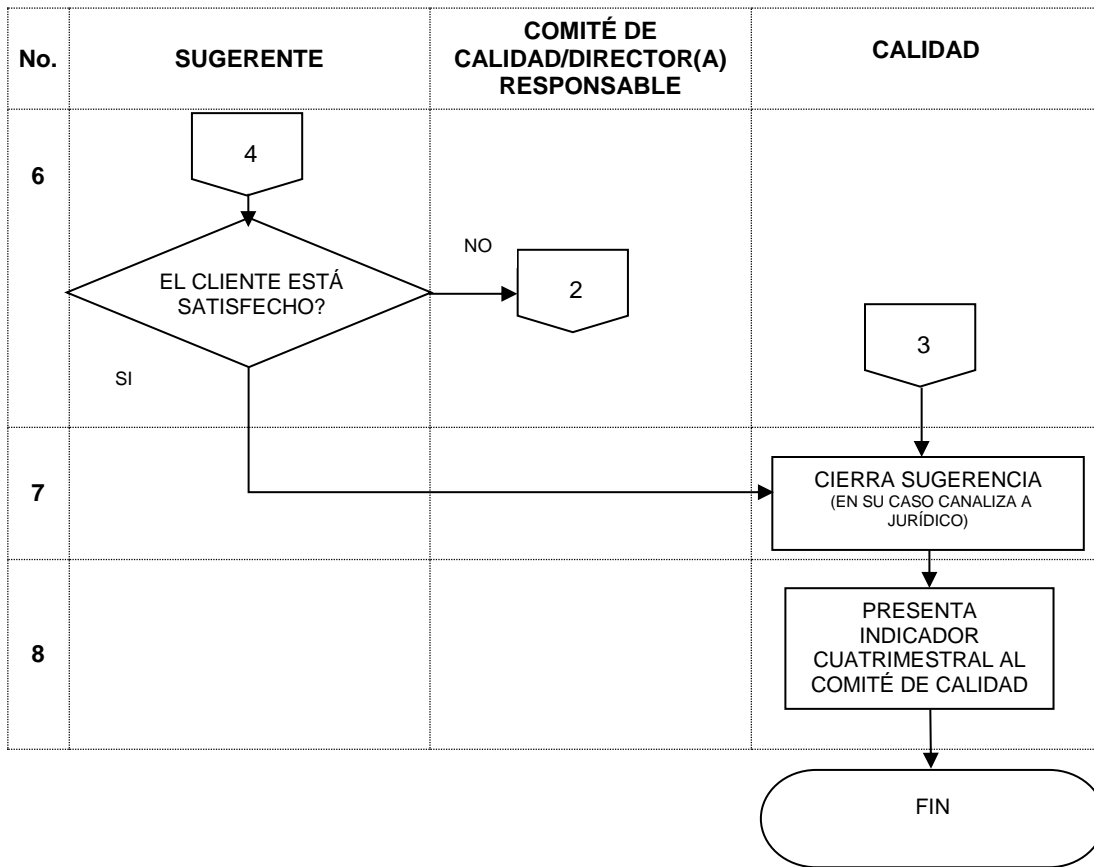 No.
SUGERENTE
COMITÉ DE
CALIDAD/DIRECTOR(A)
RESPONSABLE
CALIDAD
6
4
EL CLIENTE ESTÁ
SATISFECHO?
NO
2
SI
3
7
CIERRA SUGERENCIA
(EN SU CASO CANALIZA A
JURÍDICO)
8
PRESENTA
INDICADOR
CUATRIMESTRAL AL
COMITÉ DE CALIDAD
FIN